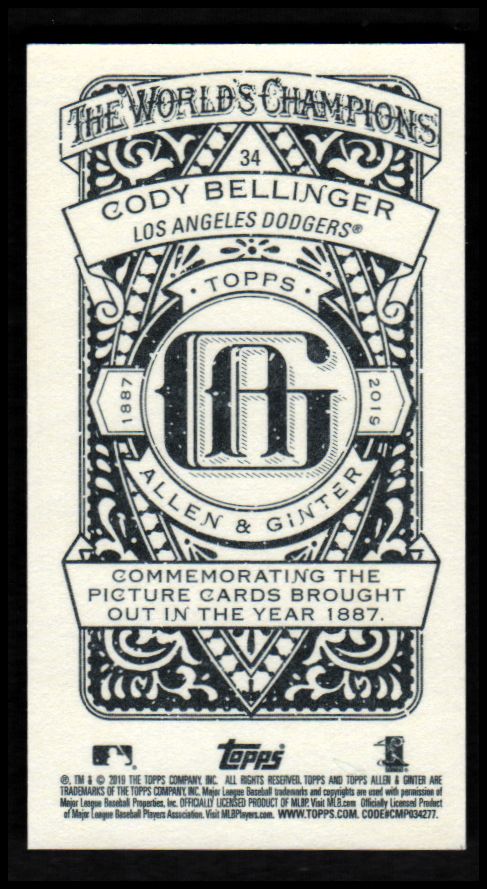 THE WORLD'S CHAMPIONS
34
CODY BELLINGER
LOS ANGELES DODGERS®
· TOPPS ·
1887
AG
2019
ALLEN & GINTER
COMMEMORATING THE
PICTURE CARDS BROUGHT
OUT IN THE YEAR 1887.
topps
®, TM & © 2019 THE TOPPS COMPANY, INC. ALL RIGHTS RESERVED. TOPPS AND TOPPS ALLEN & GINTER ARE
TRADEMARKS OF THE TOPPS COMPANY, INC. Major League Baseball trademarks and copyrights are used with permission of
Major League Baseball Properties, Inc. OFFICIALLY LICENSED PRODUCT OF MLBP. Visit MLB.com Officially Licensed Product
of Major League Baseball Players Association. Visit MLBPlayers.com. WWW.TOPPS.COM. CODE#CMP034277.